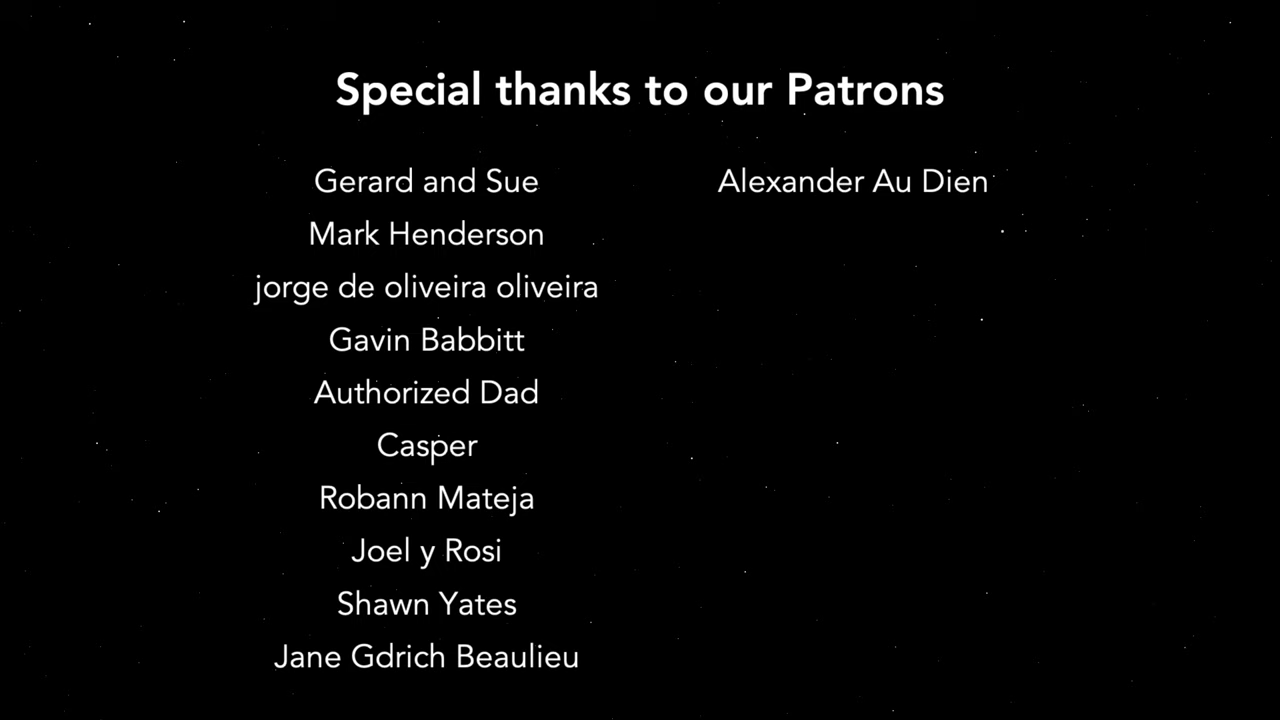 Special thanks to our Patrons
Gerard and Sue
Mark Henderson
jorge de oliveira oliveira
Gavin Babbitt
Authorized Dad
Casper
Robann Mateja
Joel y Rosi
Shawn Yates
Jane Gdrich Beaulieu
Alexander Au Dien